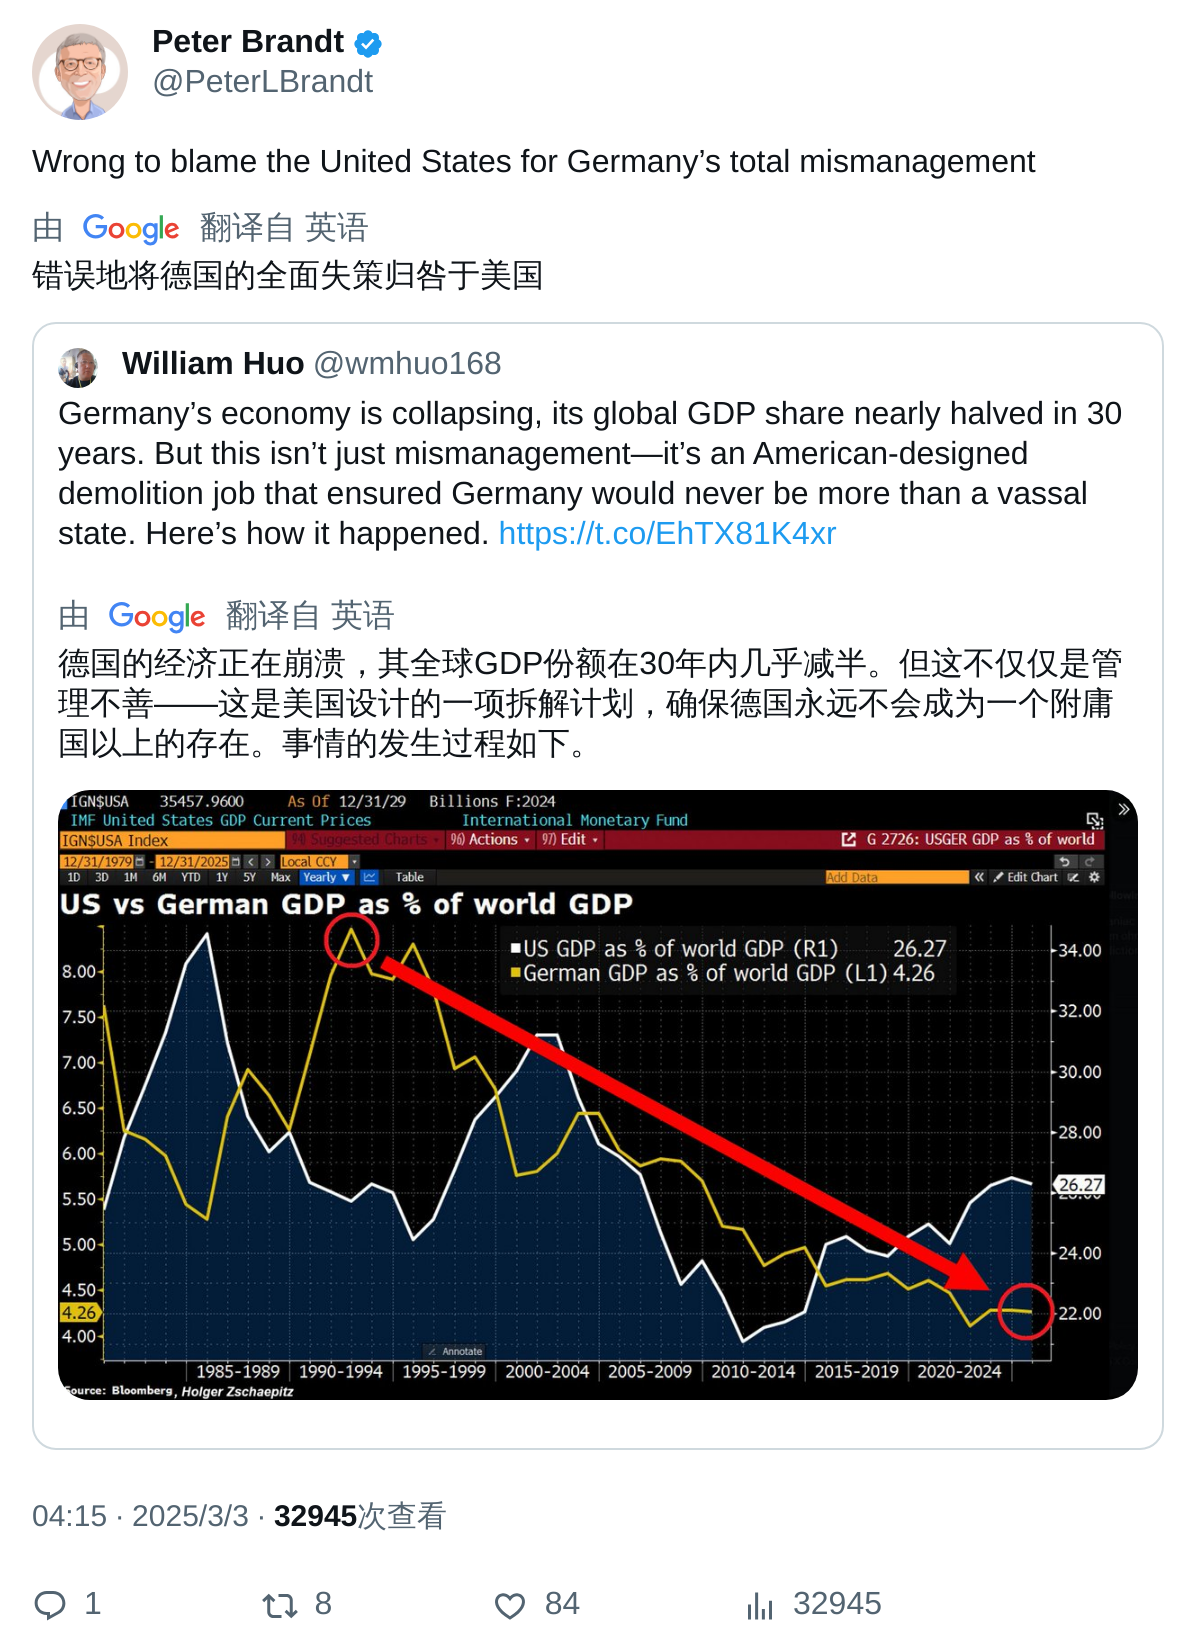 Peter Brandt
@PeterLBrandt
Wrong to blame the United States for Germany’s total mismanagement
由 Google 翻译自 英语
错误地将德国的全面失策归咎于美国
William Huo @wmhuo168
Germany’s economy is collapsing, its global GDP share nearly halved in 30
years. But this isn’t just mismanagement—it’s an American-designed
demolition job that ensured Germany would never be more than a vassal
state. Here’s how it happened. https://t.co/EhTX81K4xr
由 Google 翻译自 英语
德国的经济正在崩溃，其全球GDP份额在30年内几乎减半。但这不仅仅是管
理不善——这是美国设计的一项拆解计划，确保德国永远不会成为一个附庸
国以上的存在。事情的发生过程如下。
IGN$USA 35457.9600 As Of 12/31/29 Billions F:2024
IMF United States GDP Current Prices International Monetary Fund
IGN$USA Index 94) Suggested Charts 96) Actions 97) Edit G 2726: USGER GDP as % of world
12/31/1979 - 12/31/2025 Local CCY
1D 3D 1M 6M YTD 1Y 5Y Max Yearly Table Add Data Edit Chart
US vs German GDP as % of world GDP
US GDP as % of world GDP (R1) 26.27
German GDP as % of world GDP (L1) 4.26
8.00
7.50
7.00
6.50
6.00
5.50
5.00
4.50
4.26
4.00
34.00
32.00
30.00
28.00
26.27
24.00
22.00
Annotate
1985-1989 1990-1994 1995-1999 2000-2004 2005-2009 2010-2014 2015-2019 2020-2024
Source: Bloomberg, Holger Zschaepitz
04:15 · 2025/3/3 · 32945次查看
1 8 84 32945